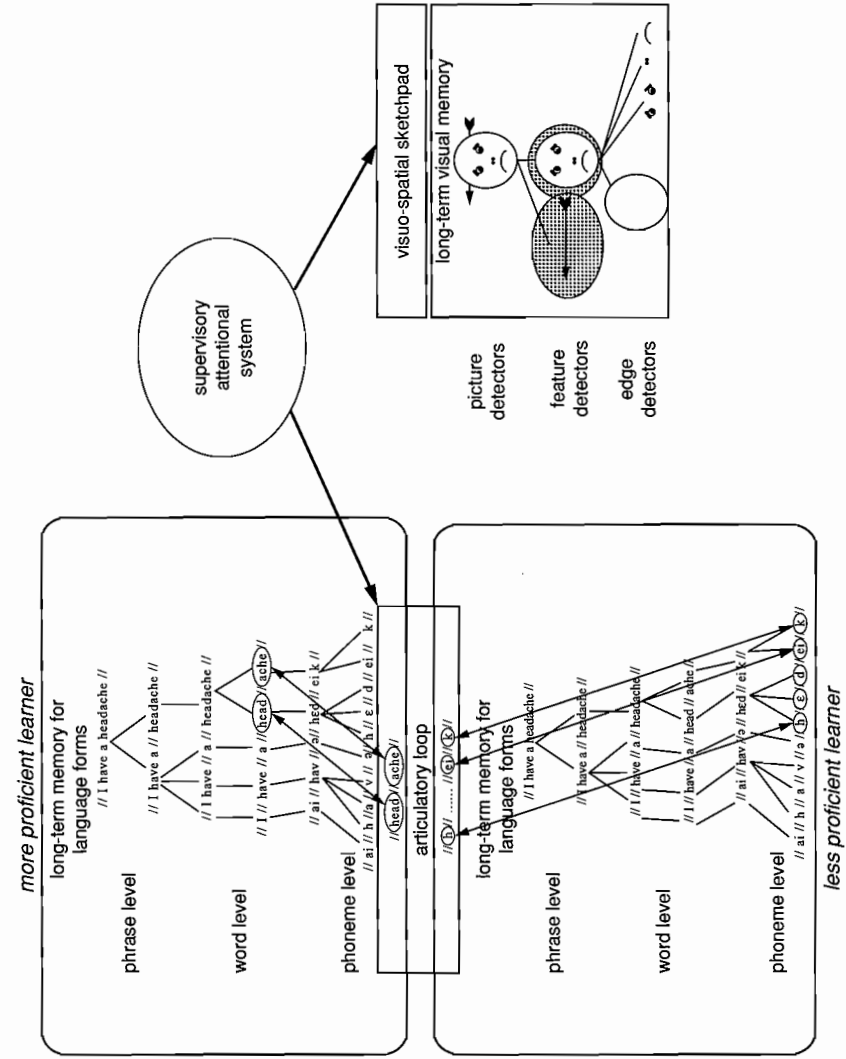 more proficient learner
long-term memory for
language forms
phrase level
// I have a headache //
// I have a // headache //
word level
// I have // a // headache //
// I // have // a // head // ache //
phoneme level
// ai // hav // ə // hɛd // ei k //
// ai // h // a // v // ə // h // ɛ // d // ei // k //
// head // ache //
articulatory loop
// h // ...... // ei // k //
long-term memory for
language forms
phrase level
// I have a headache //
// I have a // headache //
word level
// I have // a // headache //
// I // have // a // head // ache //
phoneme level
// ai // hav // ə // hɛd // ei k //
// ai // h // a // v // ə // h // ɛ // d // ei // k //
less proficient learner
supervisory
attentional
system
visuo-spatial sketchpad
long-term visual memory
picture
detectors
feature
detectors
edge
detectors